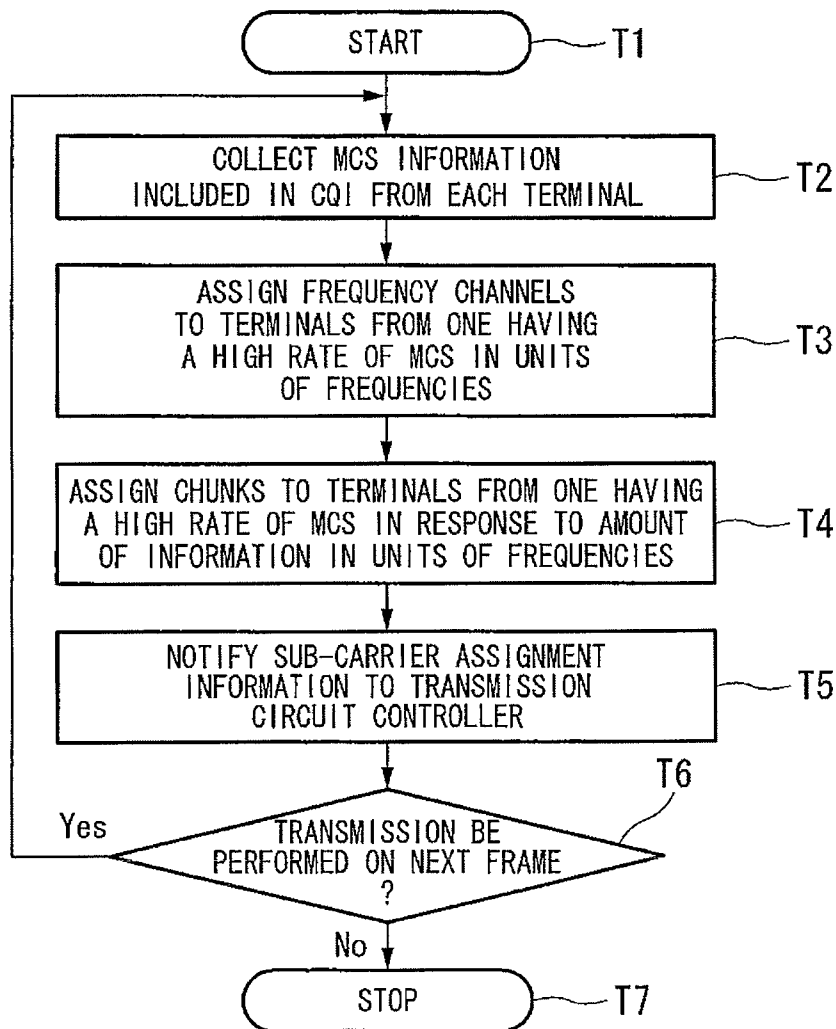 START
T1
COLLECT MCS INFORMATION
INCLUDED IN CQI FROM EACH TERMINAL
T2
ASSIGN FREQUENCY CHANNELS
TO TERMINALS FROM ONE HAVING
A HIGH RATE OF MCS IN UNITS
OF FREQUENCIES
T3
ASSIGN CHUNKS TO TERMINALS FROM ONE HAVING
A HIGH RATE OF MCS IN RESPONSE TO AMOUNT
OF INFORMATION IN UNITS OF FREQUENCIES
T4
NOTIFY SUB-CARRIER ASSIGNMENT
INFORMATION TO TRANSMISSION
CIRCUIT CONTROLLER
T5
T6
Yes
TRANSMISSION BE
PERFORMED ON NEXT FRAME
?
No
STOP
T7